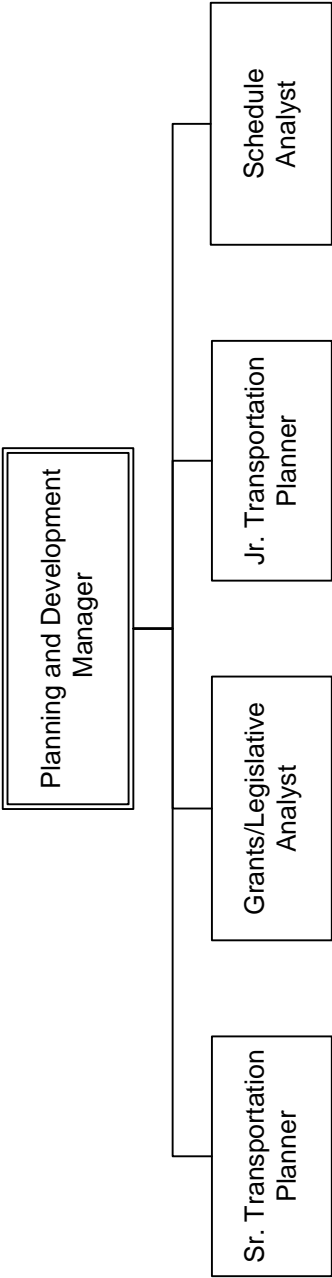 Planning and Development
Manager
Sr. Transportation
Planner
Grants/Legislative
Analyst
Jr. Transportation
Planner
Schedule
Analyst